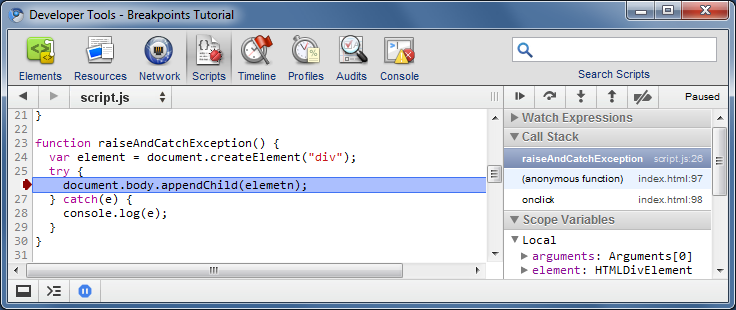 Developer Tools - Breakpoints Tutorial
Elements Resources Network Scripts Timeline Profiles Audits Console
Search Scripts
script.js
Paused
21 }
22
23 function raiseAndCatchException() {
24 var element = document.createElement("div");
25 try {
document.body.appendChild(elemetn);
27 } catch(e) {
28 console.log(e);
29 }
30 }
31
Watch Expressions
Call Stack
raiseAndCatchException script.js:26
(anonymous function) index.html:97
onclick index.html:98
Scope Variables
Local
arguments: Arguments[0]
element: HTMLDivElement